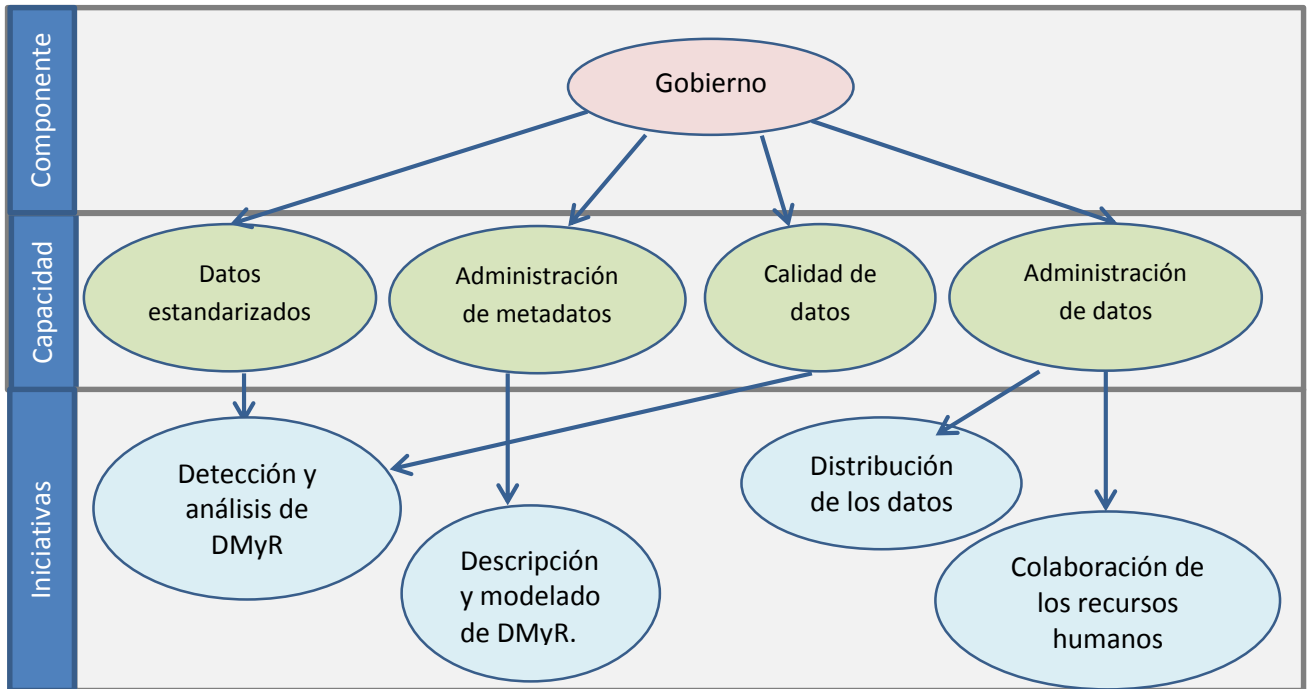 Componente
Gobierno
Capacidad
Datos
estandarizados
Administración
de metadatos
Calidad de
datos
Administración
de datos
Iniciativas
Detección y
análisis de
DMyR
Descripción
y modelado
de DMyR.
Distribución
de los datos
Colaboración de
los recursos
humanos